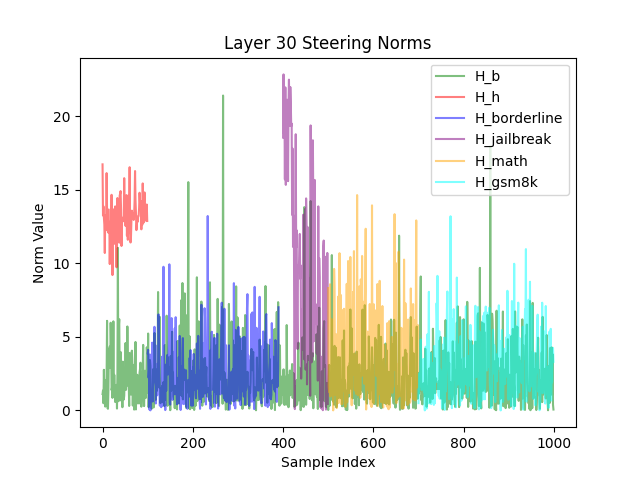 Layer 30 Steering Norms
H_b
H_h
H_borderline
H_jailbreak
H_math
H_gsm8k
Norm Value
20
15
10
5
0
0 200 400 600 800 1000
Sample Index